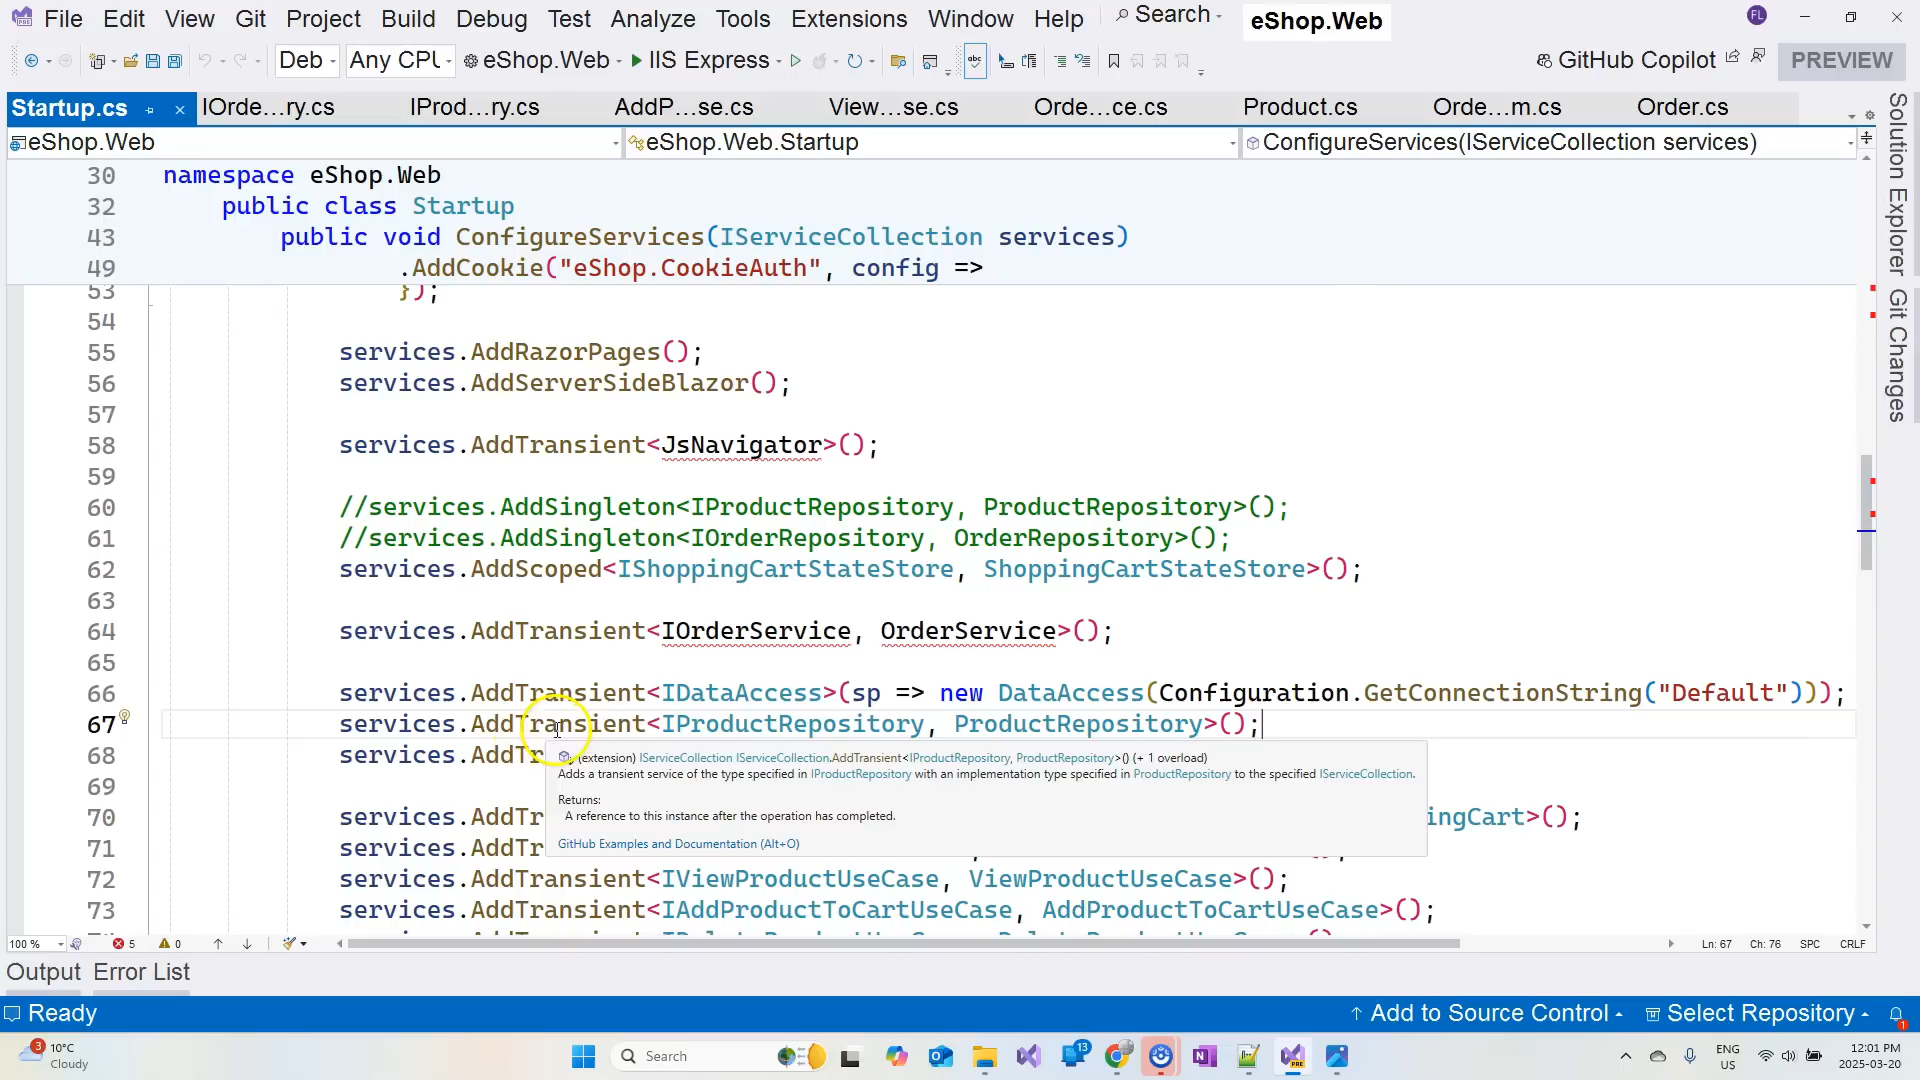 File Edit View Git Project Build Debug Test Analyze Tools Extensions Window Help Search eShop.Web FL
Deb Any CPU eShop.Web IIS Express GitHub Copilot PREVIEW
Startup.cs IOrde...ry.cs IProd...ry.cs AddP...se.cs View...se.cs Orde...ce.cs Product.cs Orde...m.cs Order.cs
eShop.Web eShop.Web.Startup ConfigureServices(IServiceCollection services)
30 namespace eShop.Web
32 public class Startup
43 public void ConfigureServices(IServiceCollection services)
49 .AddCookie("eShop.CookieAuth", config =>
53 });
54
55 services.AddRazorPages();
56 services.AddServerSideBlazor();
57
58 services.AddTransient<JsNavigator>();
59
60 //services.AddSingleton<IProductRepository, ProductRepository>();
61 //services.AddSingleton<IOrderRepository, OrderRepository>();
62 services.AddScoped<IShoppingCartStateStore, ShoppingCartStateStore>();
63
64 services.AddTransient<IOrderService, OrderService>();
65
66 services.AddTransient<IDataAccess>(sp => new DataAccess(Configuration.GetConnectionString("Default")));
67 services.AddTransient<IProductRepository, ProductRepository>();
68 services.AddTr
(extension) IServiceCollection IServiceCollection.AddTransient<IProductRepository, ProductRepository>() (+ 1 overload)
Adds a transient service of the type specified in IProductRepository with an implementation type specified in ProductRepository to the specified IServiceCollection.
Returns:
A reference to this instance after the operation has completed.
GitHub Examples and Documentation (Alt+O)
70 services.AddTr ingCart>();
71 services.AddTr
72 services.AddTransient<IViewProductUseCase, ViewProductUseCase>();
73 services.AddTransient<IAddProductToCartUseCase, AddProductToCartUseCase>();
100 % 5 0 Ln: 67 Ch: 76 SPC CRLF
Output Error List
Ready Add to Source Control Select Repository 1
Solution Explorer
Git Changes
3 10°C
Cloudy
Search
13
ENG
US
12:01 PM
2025-03-20